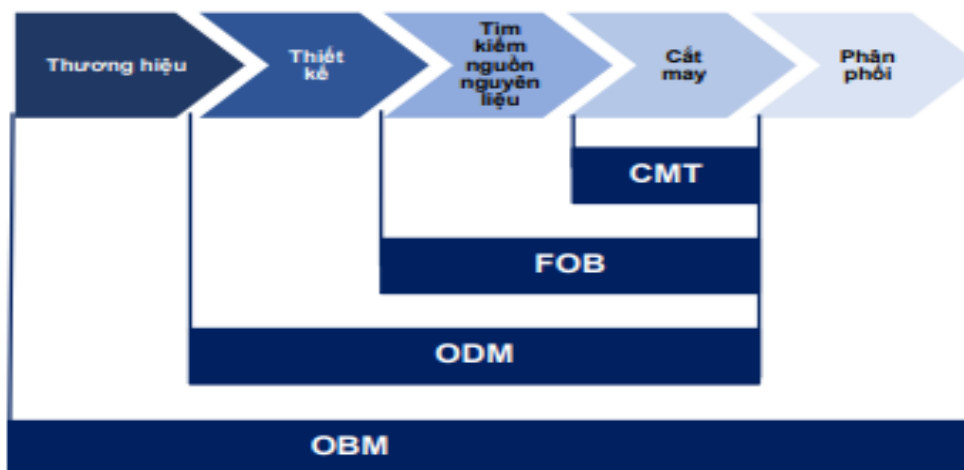 Thương hiệu
Thiết
kế
Tìm
kiếm
nguồn
nguyên
liệu
Cắt
may
Phân
phối
CMT
FOB
ODM
OBM